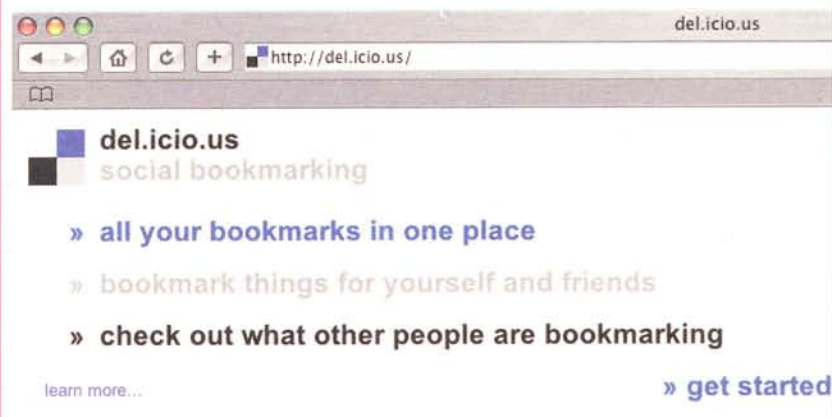 del.icio.us
http://del.icio.us/
del.icio.us
social bookmarking
» all your bookmarks in one place
» bookmark things for yourself and friends
» check out what other people are bookmarking
learn more...
» get started